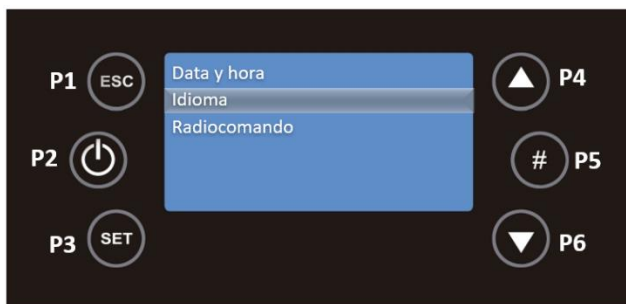 P1 ESC
Data y hora
Idioma
Radiocomando
P4
P2
# P5
P3 SET
P6